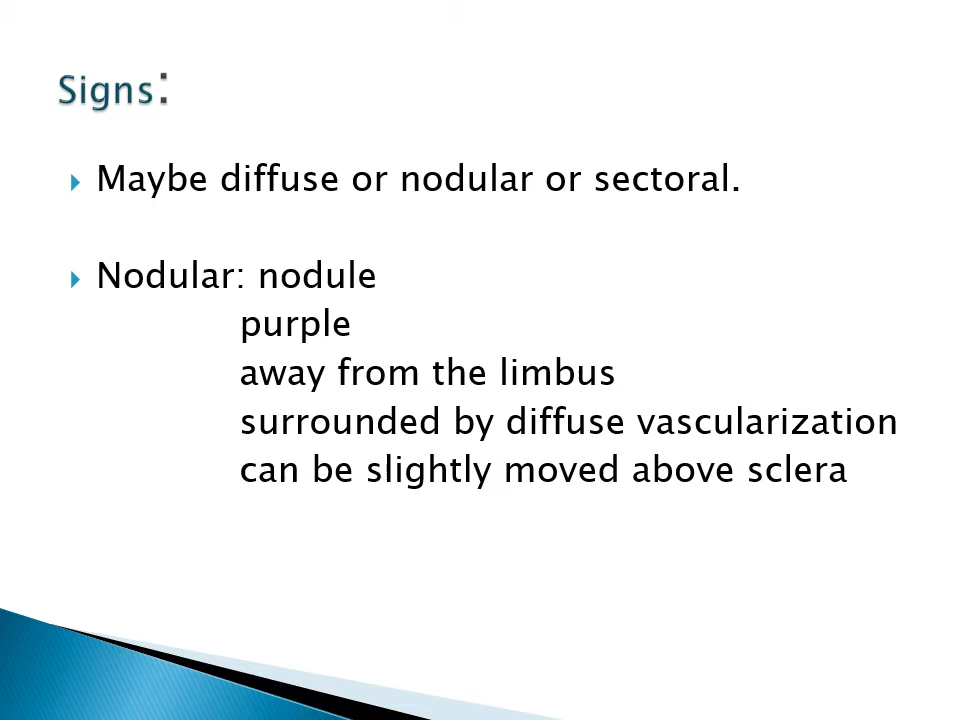 Signs:
Maybe diffuse or nodular or sectoral.
Nodular: nodule
purple
away from the limbus
surrounded by diffuse vascularization
can be slightly moved above sclera